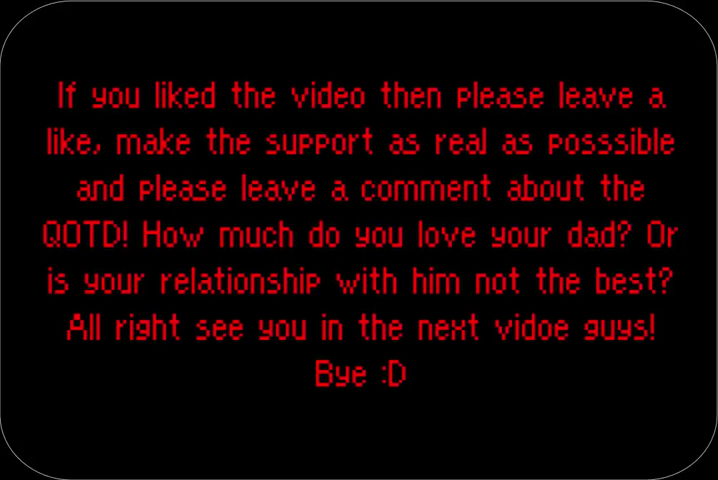 If you liked the video then please leave a
like, make the support as real as posssible
and please leave a comment about the
QOTD! How much do you love your dad? Or
is your relationship with him not the best?
All right see you in the next vidoe guys!
Bye :D